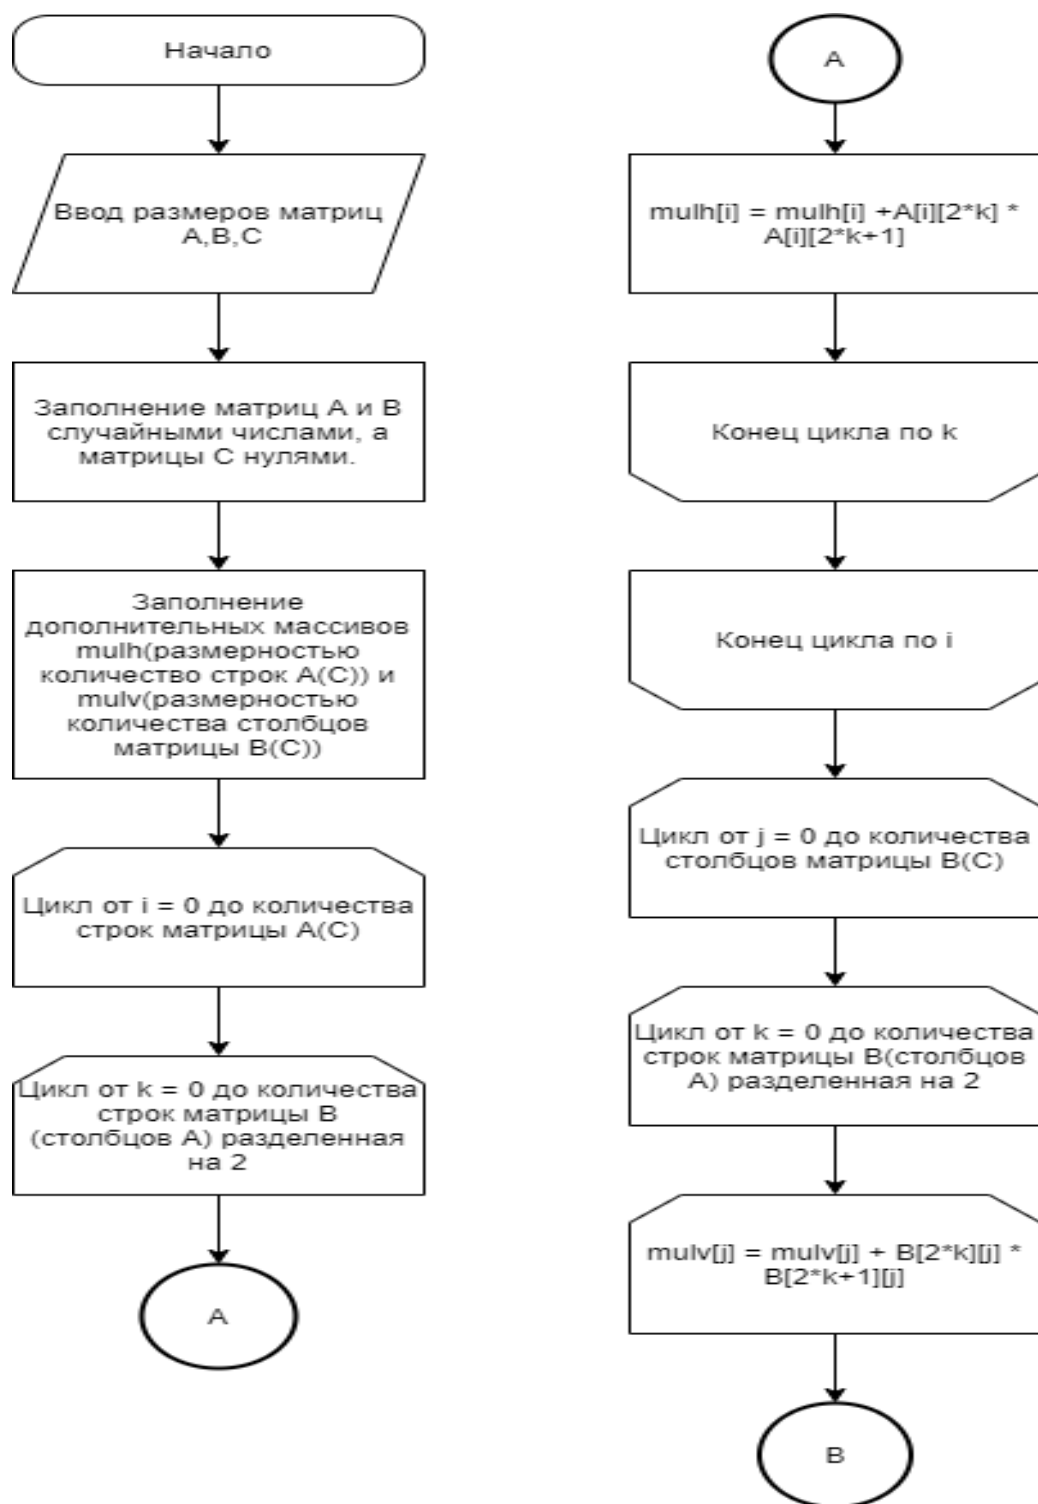 Начало
Ввод размеров матриц
A,B,C
Заполнение матриц А и В
случайными числами, а
матрицы С нулями.
Заполнение
дополнительных массивов
mulh(размерностью
количество строк A(C)) и
mulv(размерностью
количества столбцов
матрицы B(C))
Цикл от i = 0 до количества
строк матрицы A(C)
Цикл от k = 0 до количества
строк матрицы B
(столбцов A) разделенная
на 2
A
A
mulh[i] = mulh[i] +A[i][2*k] *
A[i][2*k+1]
Конец цикла по k
Конец цикла по i
Цикл от j = 0 до количества
столбцов матрицы B(C)
Цикл от k = 0 до количества
строк матрицы B(столбцов
A) разделенная на 2
mulv[j] = mulv[j] + B[2*k][j] *
B[2*k+1][j]
B